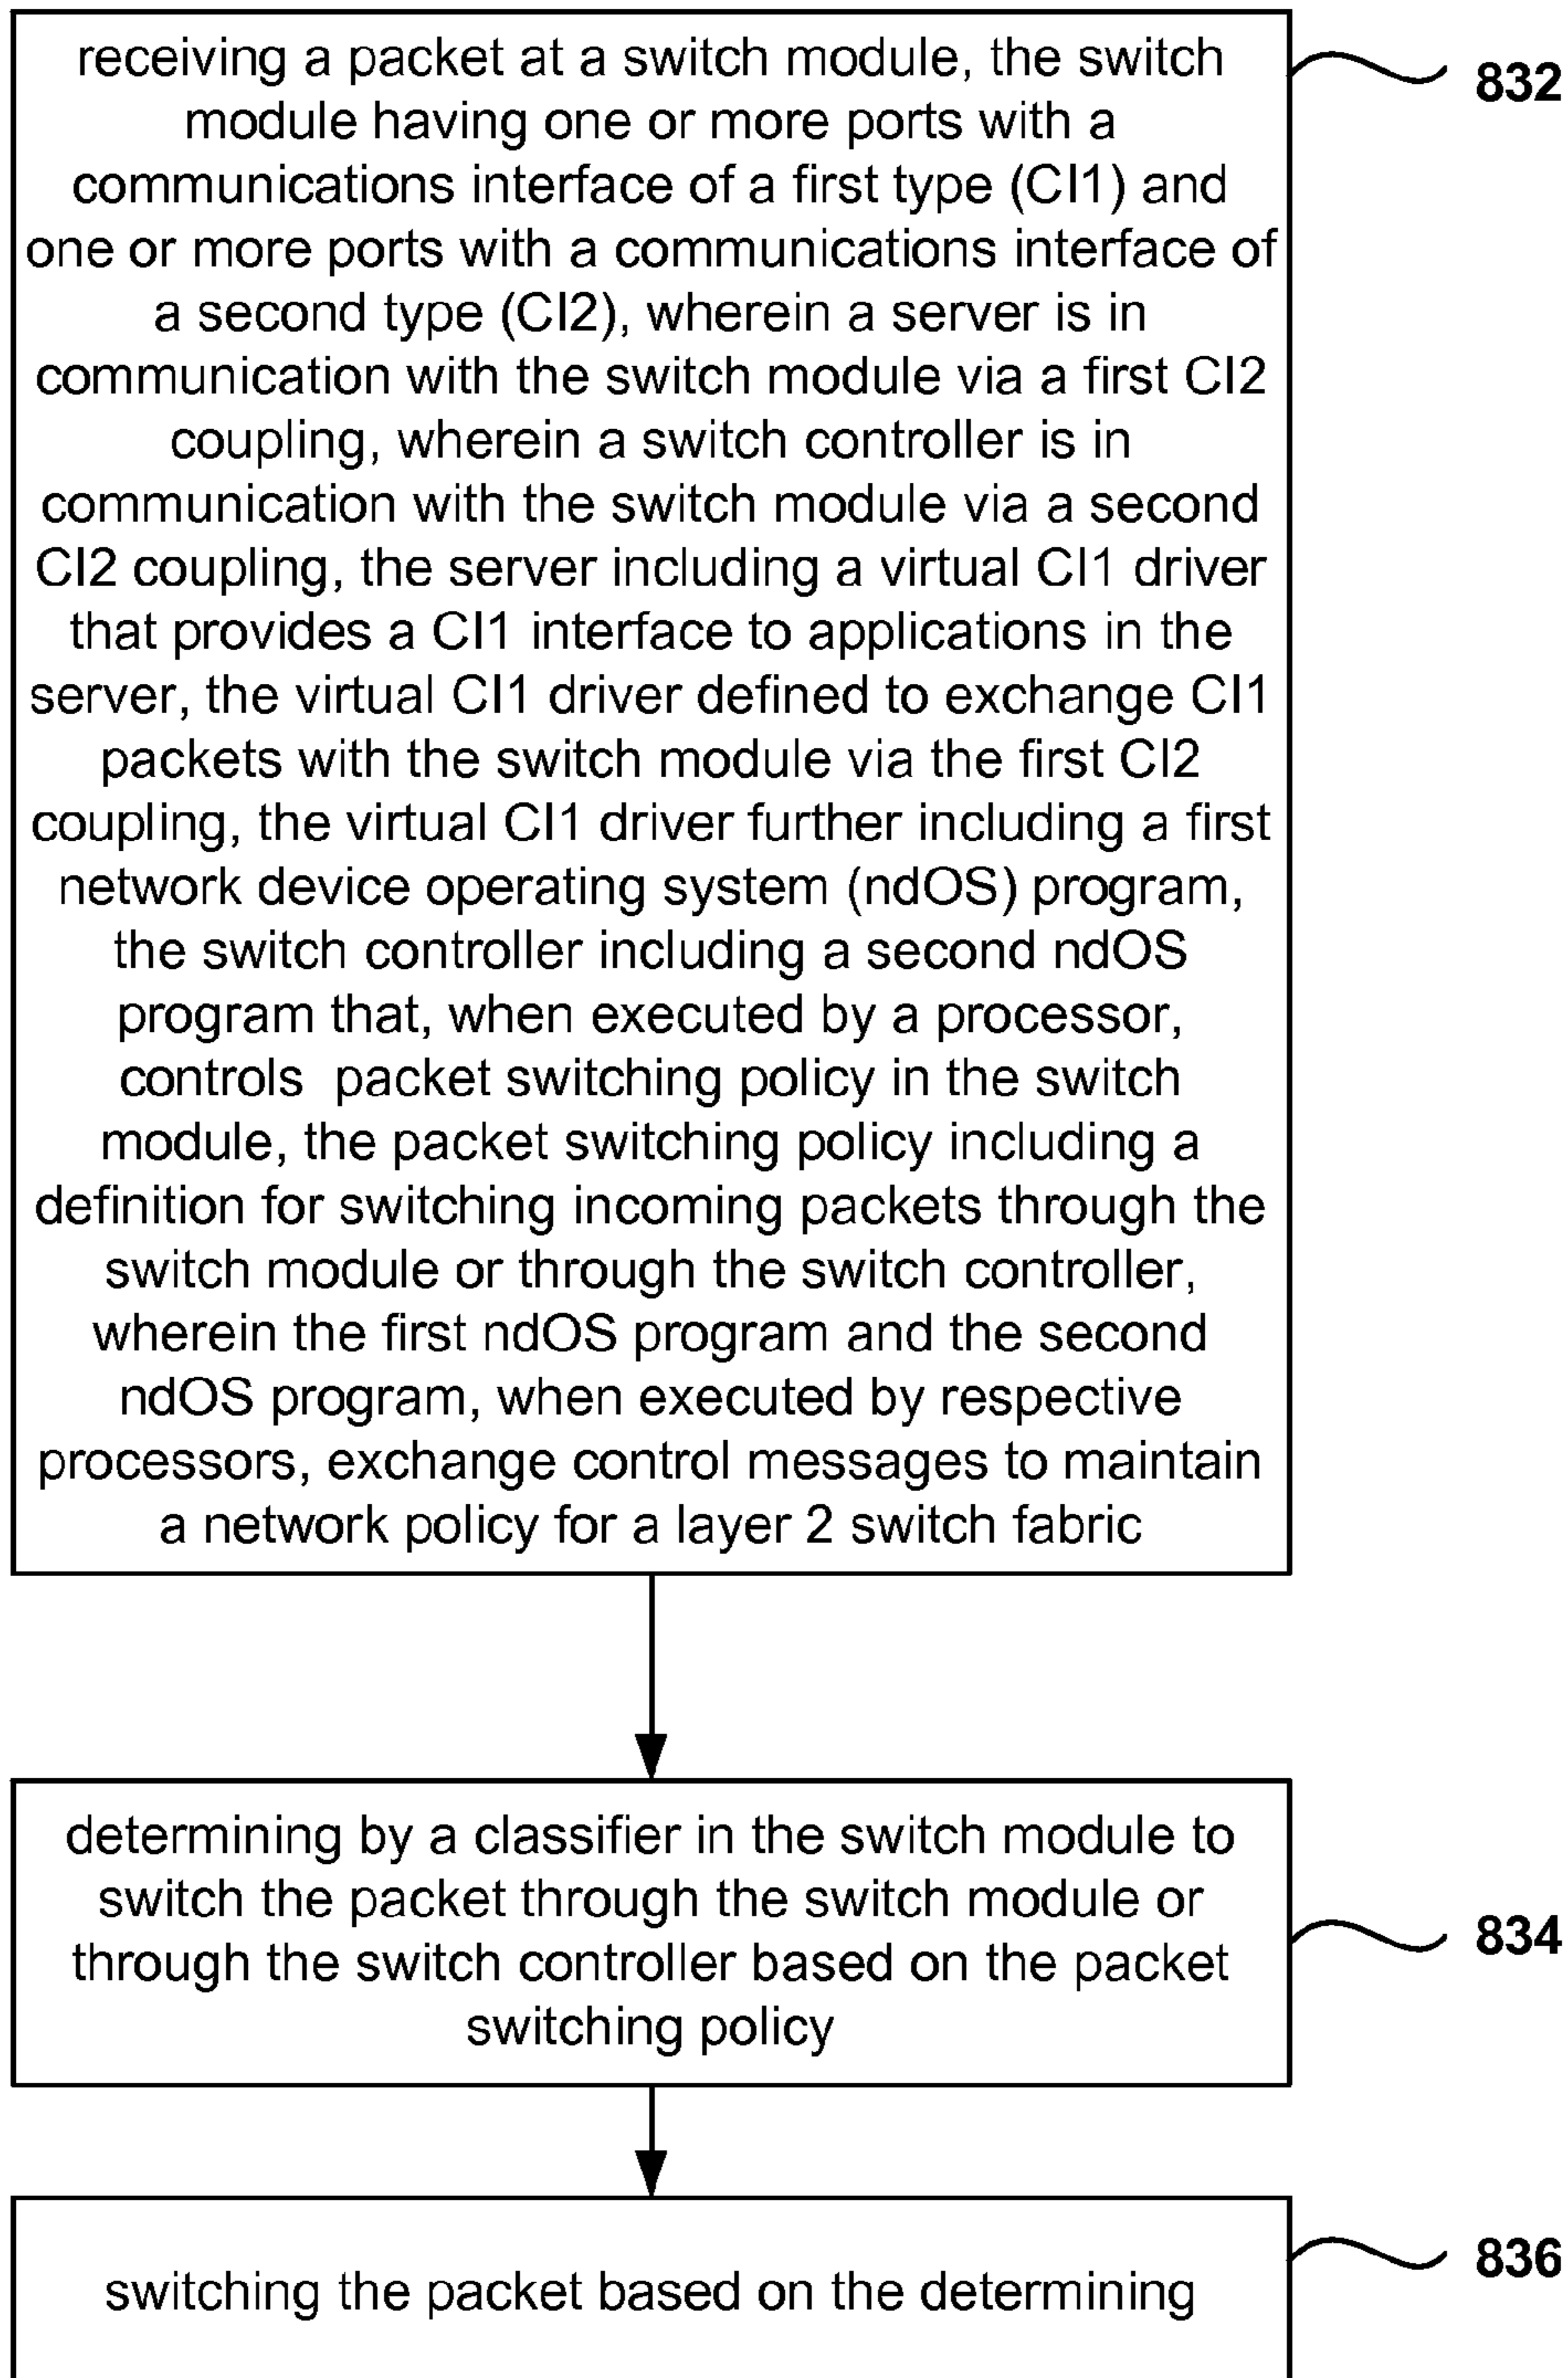 receiving a packet at a switch module, the switch
module having one or more ports with a
communications interface of a first type (CI1) and
one or more ports with a communications interface of
a second type (CI2), wherein a server is in
communication with the switch module via a first CI2
coupling, wherein a switch controller is in
communication with the switch module via a second
CI2 coupling, the server including a virtual CI1 driver
that provides a CI1 interface to applications in the
server, the virtual CI1 driver defined to exchange CI1
packets with the switch module via the first CI2
coupling, the virtual CI1 driver further including a first
network device operating system (ndOS) program,
the switch controller including a second ndOS
program that, when executed by a processor,
controls packet switching policy in the switch
module, the packet switching policy including a
definition for switching incoming packets through the
switch module or through the switch controller,
wherein the first ndOS program and the second
ndOS program, when executed by respective
processors, exchange control messages to maintain
a network policy for a layer 2 switch fabric
832
determining by a classifier in the switch module to
switch the packet through the switch module or
through the switch controller based on the packet
switching policy
834
switching the packet based on the determining
836